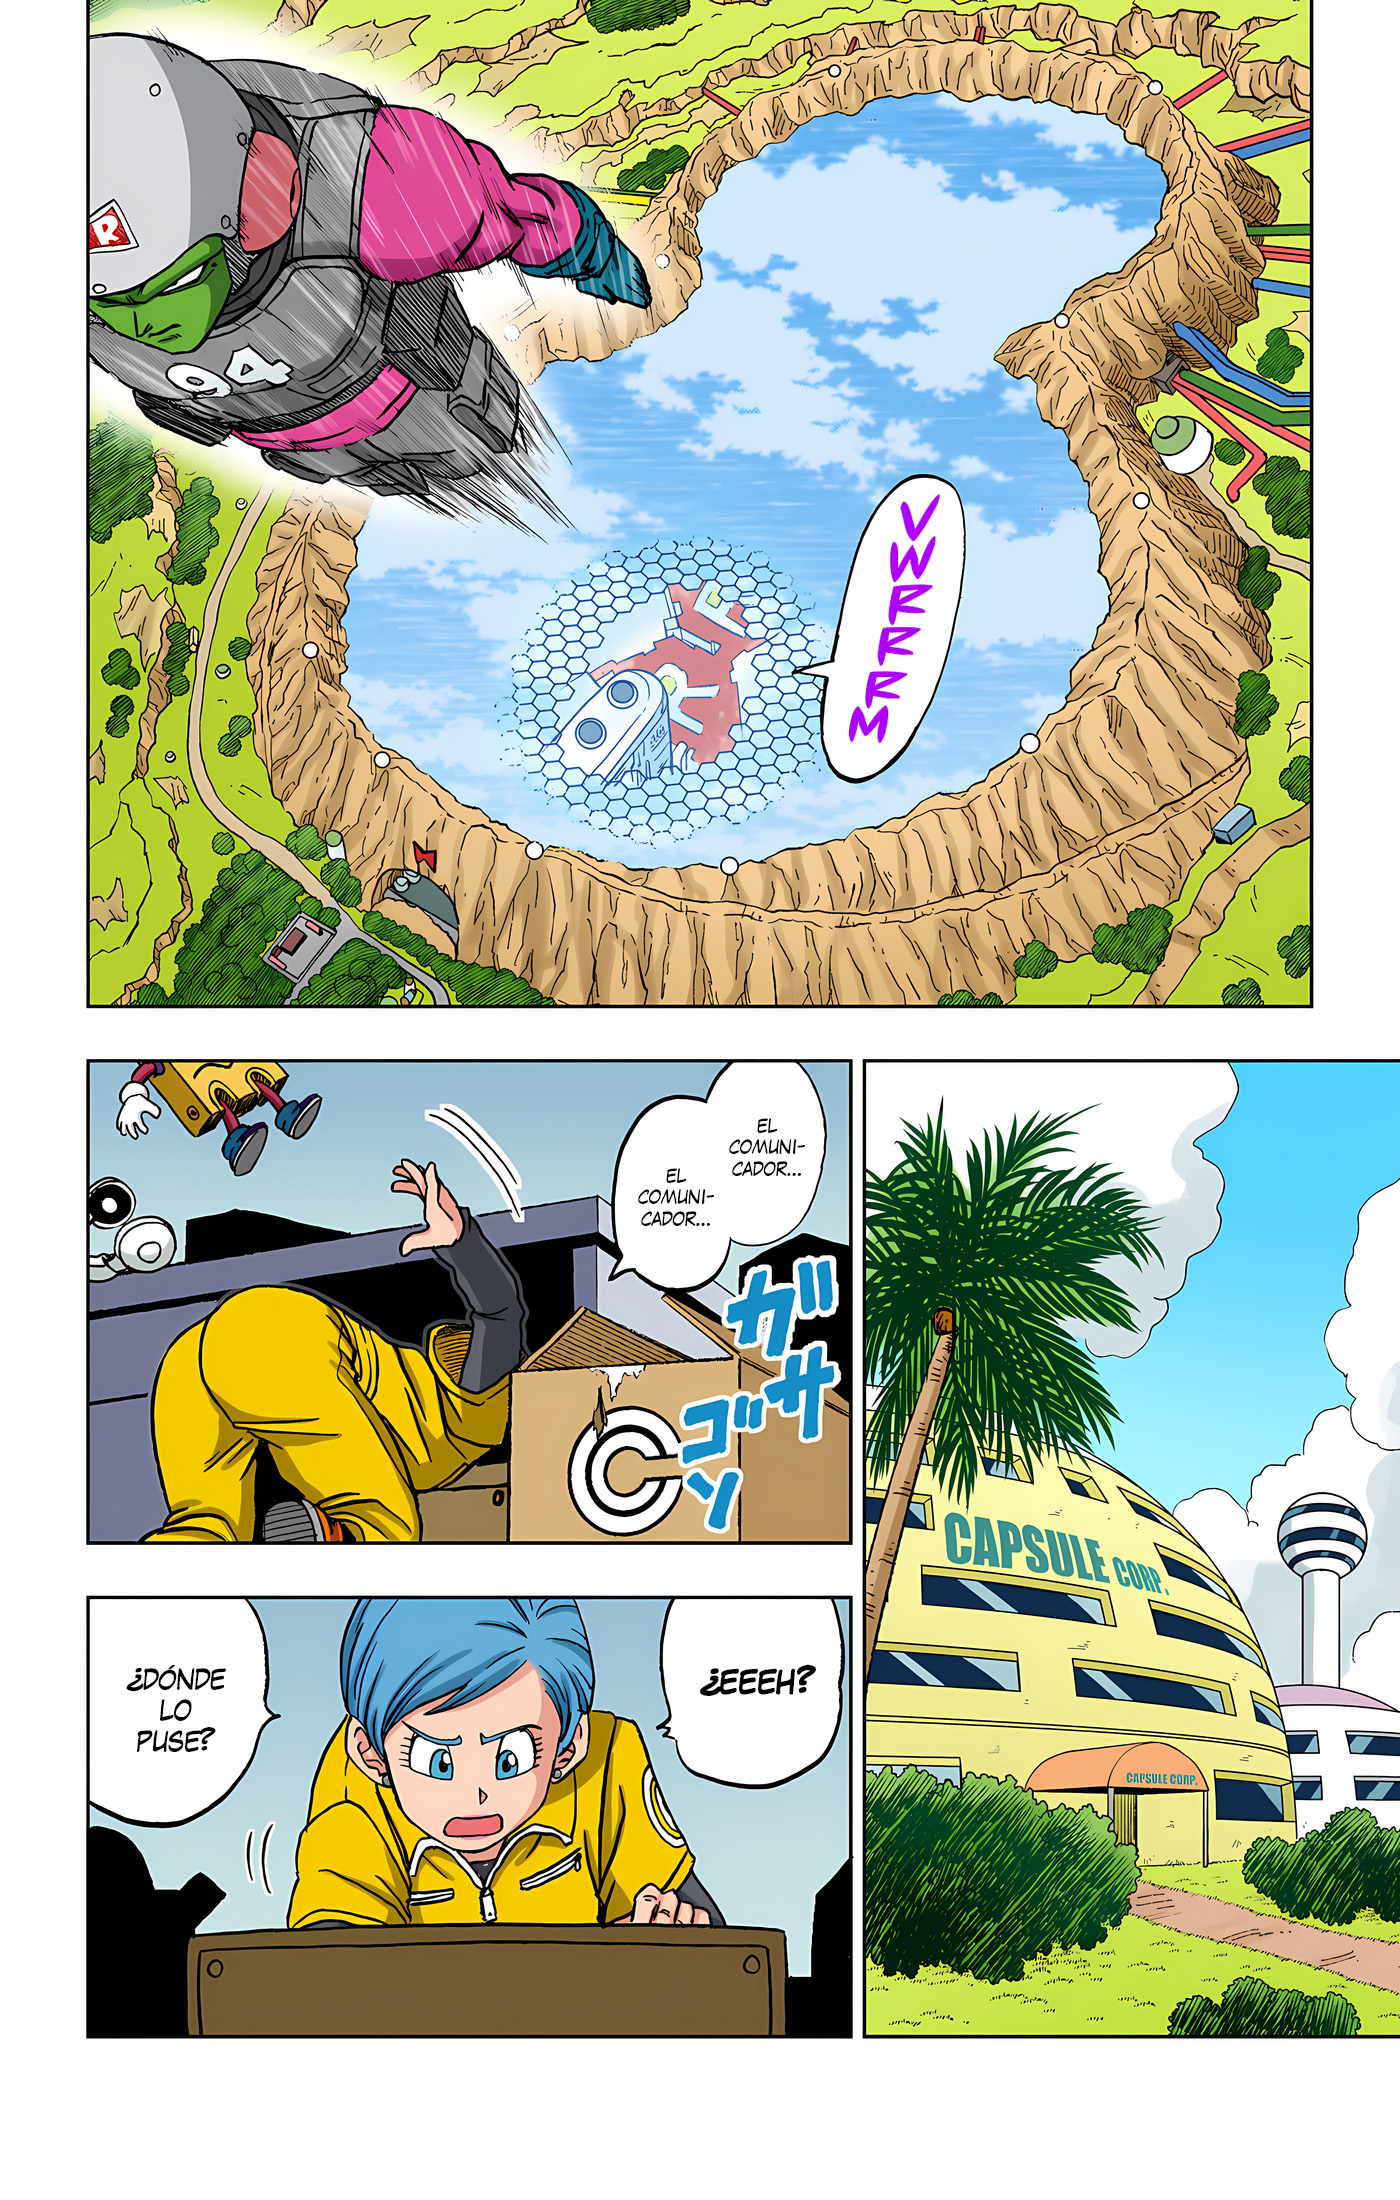 R
94
VWRRRM
CAPSULE CORP.
CAPSULE CORP.
EL
COMUNI-
CADOR...
EL
COMUNI-
CADOR...
ガサ
ゴソ
¿EEEH?
¿DÓNDE
LO
PUSE?